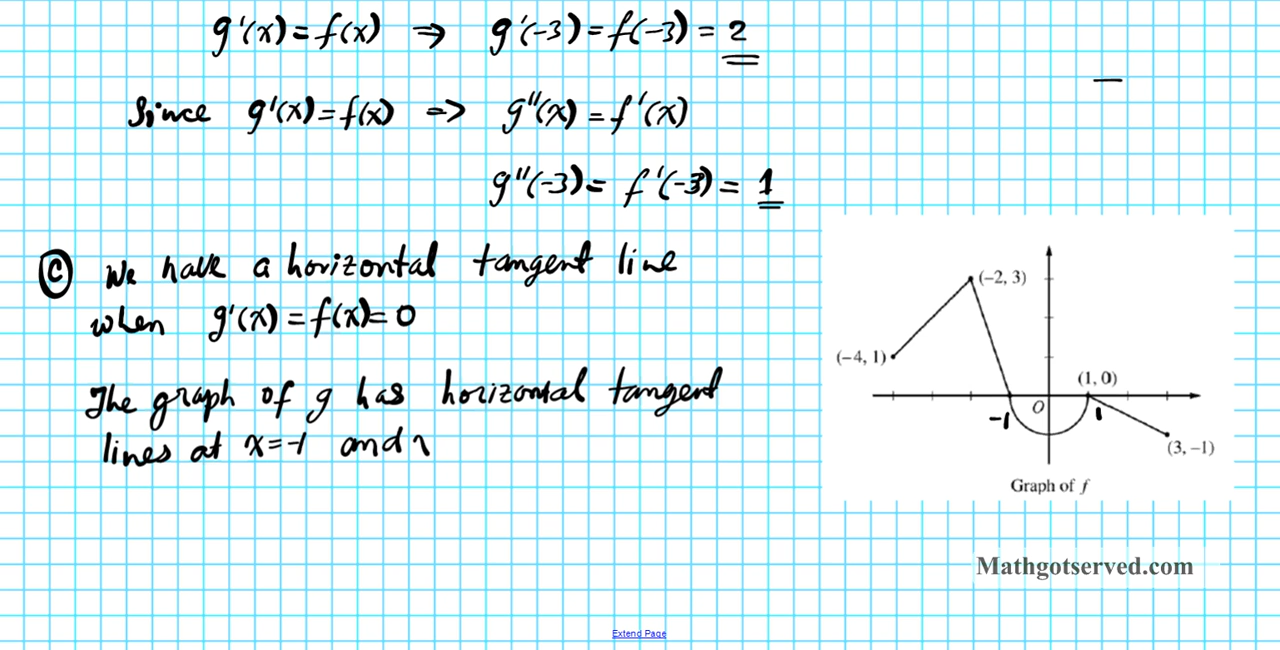 g'(x) = f(x) ⇒ g'(-3) = f(-3) = 2
Since g'(x) = f(x) => g''(x) = f'(x)
g''(-3) = f'(-3) = 1
(C) We have a horizontal tangent line
when g'(x) = f(x) = 0
The graph of g has horizontal tangent
lines at x = -1 and
(-2, 3)
(-4, 1)
(1, 0)
-1 O 1
(3, -1)
Graph of f
Mathgotserved.com
Extend Page